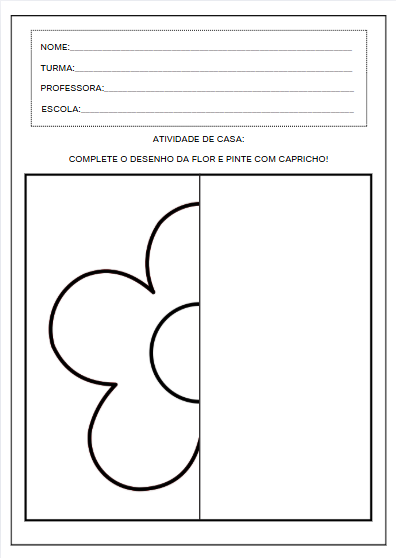 NOME:
TURMA:
PROFESSORA:
ESCOLA:
ATIVIDADE DE CASA:
COMPLETE O DESENHO DA FLOR E PINTE COM CAPRICHO!